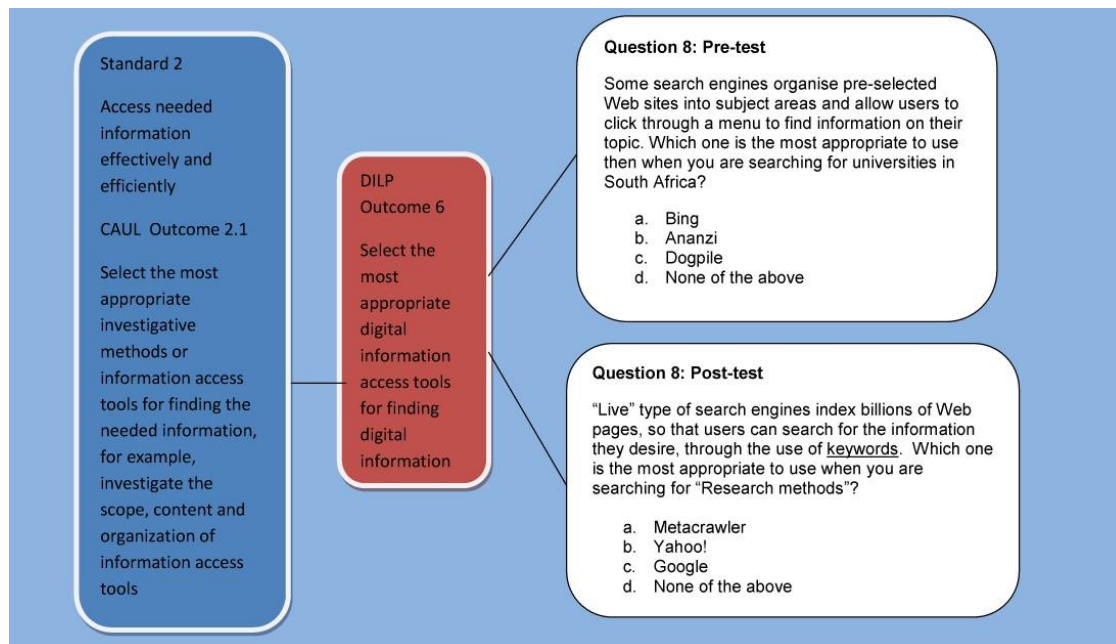 Standard 2
Access needed
information
effectively and
efficiently
CAUL  Outcome 2.1
Select the most
appropriate
investigative
methods or
information access
tools for finding the
needed information,
for example,
investigate the
scope, content and
organization of
information access
tools
DILP
Outcome 6
Select the
most
appropriate
digital
information
access tools
for finding
digital
information
Question 8: Pre-test
Some search engines organise pre-selected
Web sites into subject areas and allow users to
click through a menu to find information on their
topic. Which one is the most appropriate to use
then when you are searching for universities in
South Africa?
a. Bing
b. Ananzi
c. Dogpile
d. None of the above
Question 8: Post-test
“Live” type of search engines index billions of Web
pages, so that users can search for the information
they desire, through the use of keywords.  Which one
is the most appropriate to use when you are
searching for “Research methods”?
a. Metacrawler
b. Yahoo!
c. Google
d. None of the above